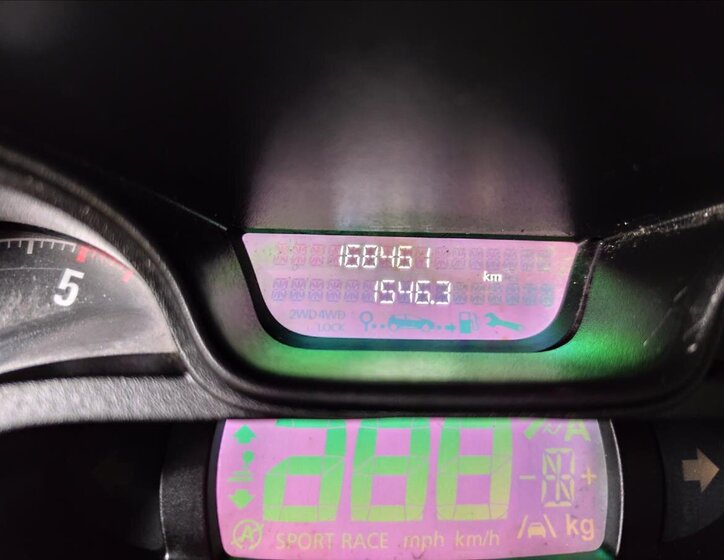 168461
km
1546.3
5
2WD 4WD
LOCK
A
N
SPORT RACE mph km/h
kg